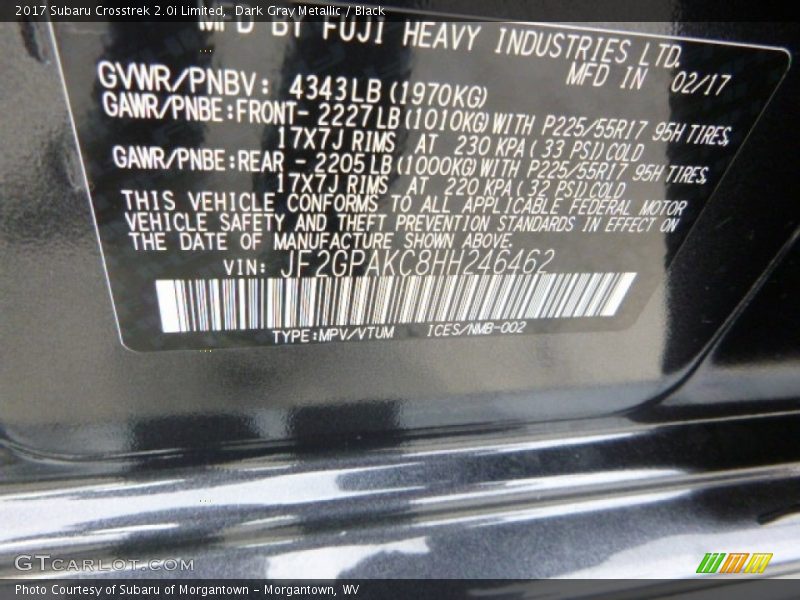 2017 Subaru Crosstrek 2.0i Limited, Dark Gray Metallic / Black
MFD BY FUJI HEAVY INDUSTRIES LTD.
MFD IN 02/17
GVWR/PNBV: 4343LB(1970KG)
GAWR/PNBE:FRONT- 2227LB(1010KG)WITH P225/55R17 95H TIRES,
17X7J RIMS AT 230 KPA( 33 PSI)COLD
GAWR/PNBE:REAR - 2205LB(1000KG)WITH P225/55R17 95H TIRES,
17X7J RIMS AT 220 KPA( 32 PSI)COLD
THIS VEHICLE CONFORMS TO ALL APPLICABLE FEDERAL MOTOR
VEHICLE SAFETY AND THEFT PREVENTION STANDARDS IN EFFECT ON
THE DATE OF MANUFACTURE SHOWN ABOVE.
VIN: JF2GPAKC8HH246462
TYPE:MPV/VTUM ICES/NMB-002
GTCARLOT.COM
Photo Courtesy of Subaru of Morgantown - Morgantown, WV